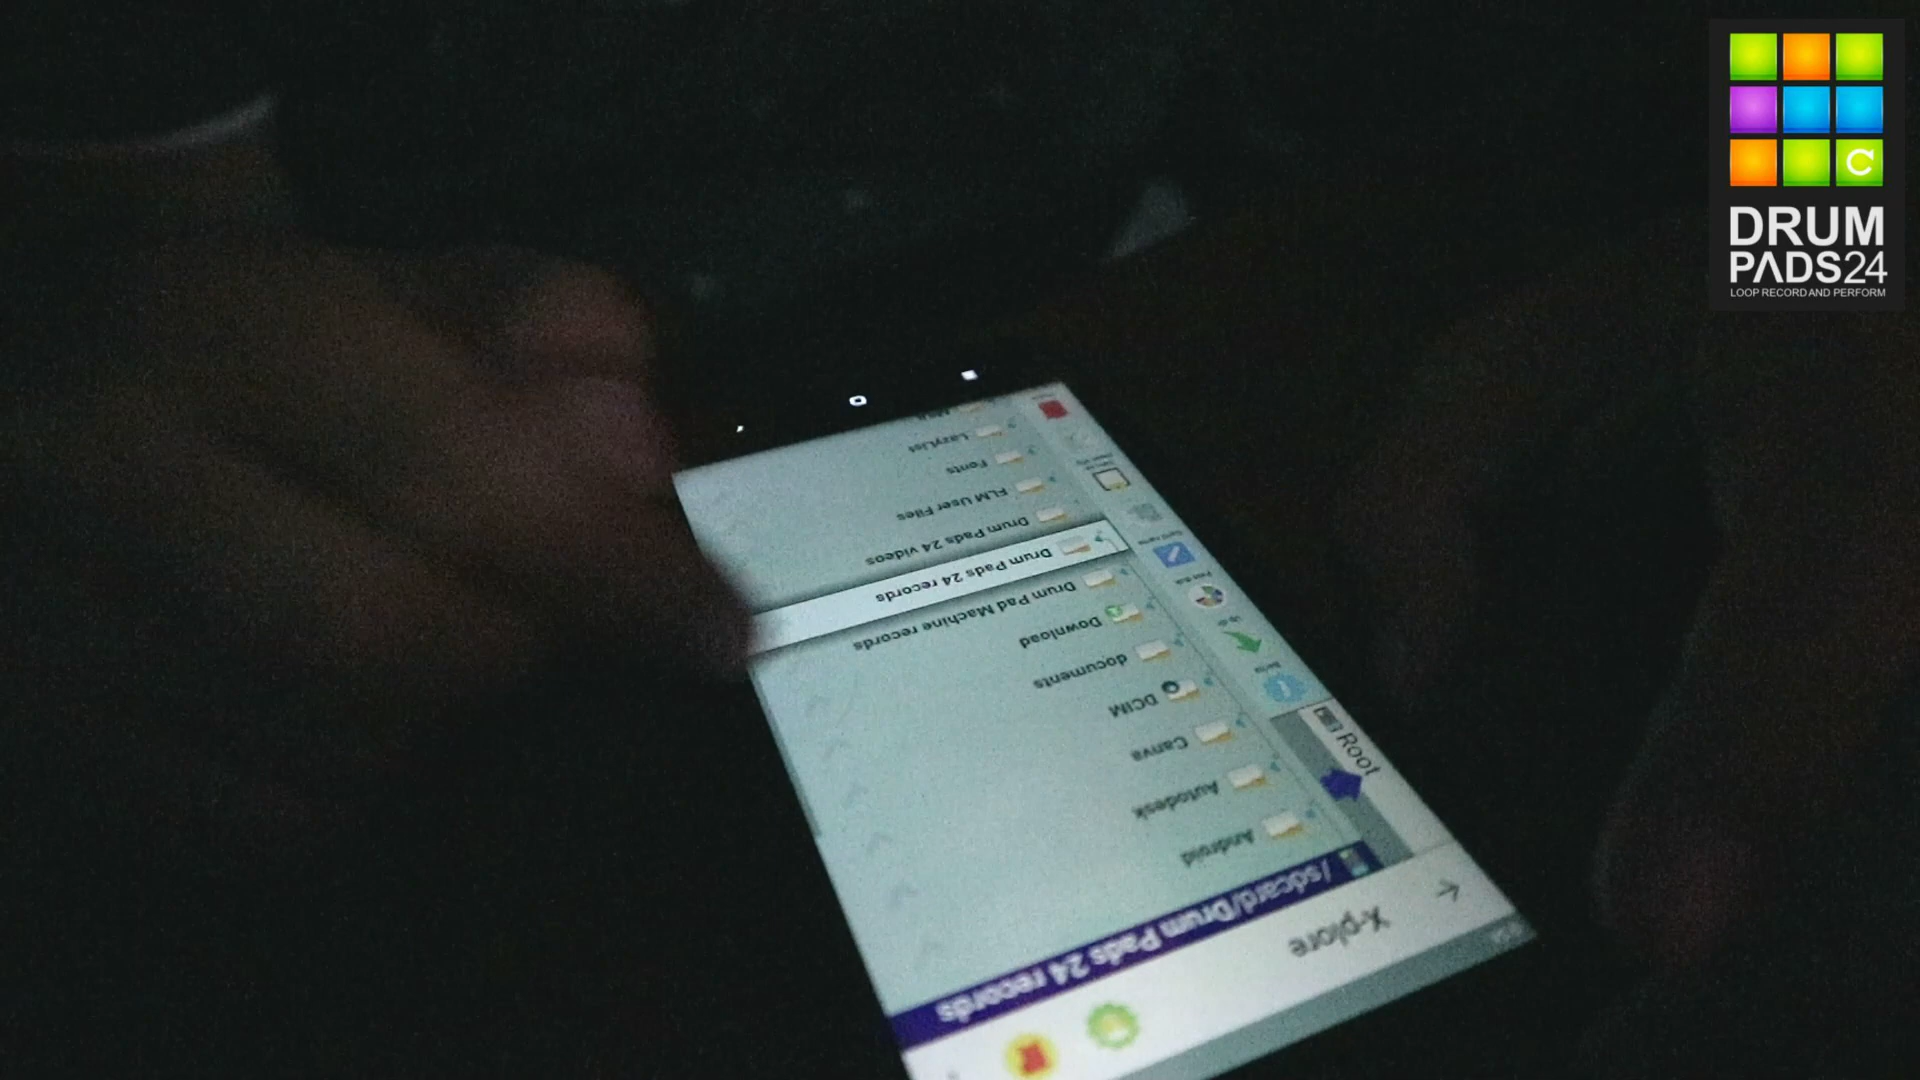 DRUM
PADS24
LOOP RECORD AND PERFORM
X-plore
/sdcard/Drum Pads 24 records
Root
Android
Autodesk
Canva
DCIM
documents
Download
Drum Pad Machine records
Drum Pads 24 records
Drum Pads 24 videos
FLM User Files
Fonts
LazyList